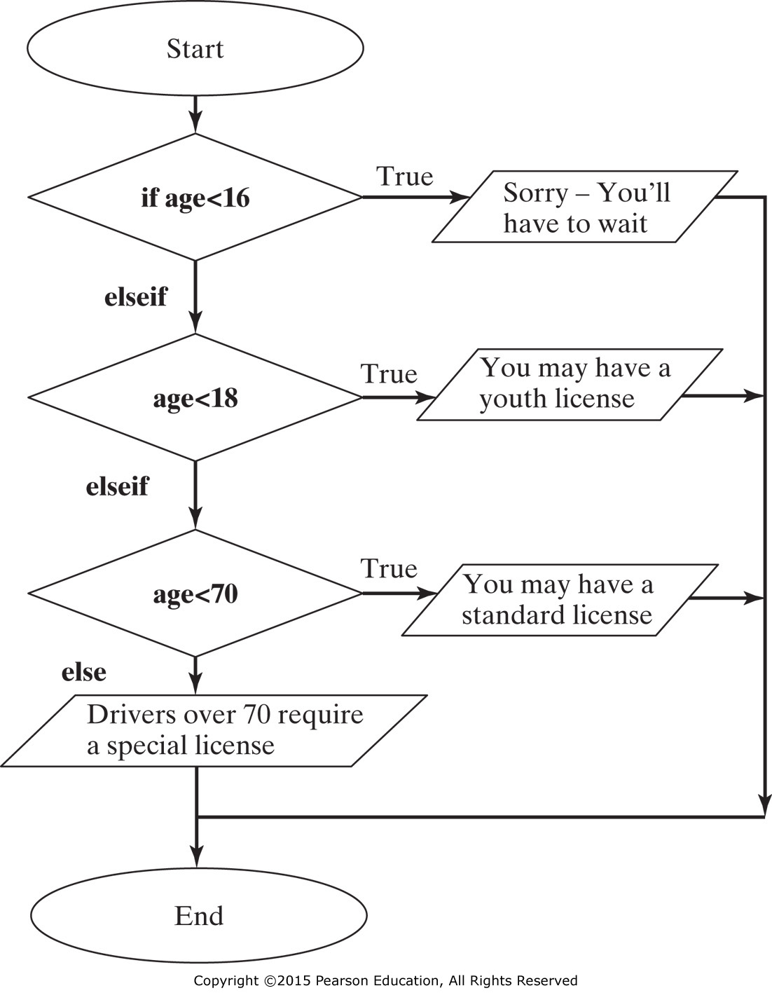 Start
if age<16
True
Sorry – You’ll
have to wait
elseif
age<18
True
You may have a
youth license
elseif
age<70
True
You may have a
standard license
else
Drivers over 70 require
a special license
End
Copyright ©2015 Pearson Education, All Rights Reserved